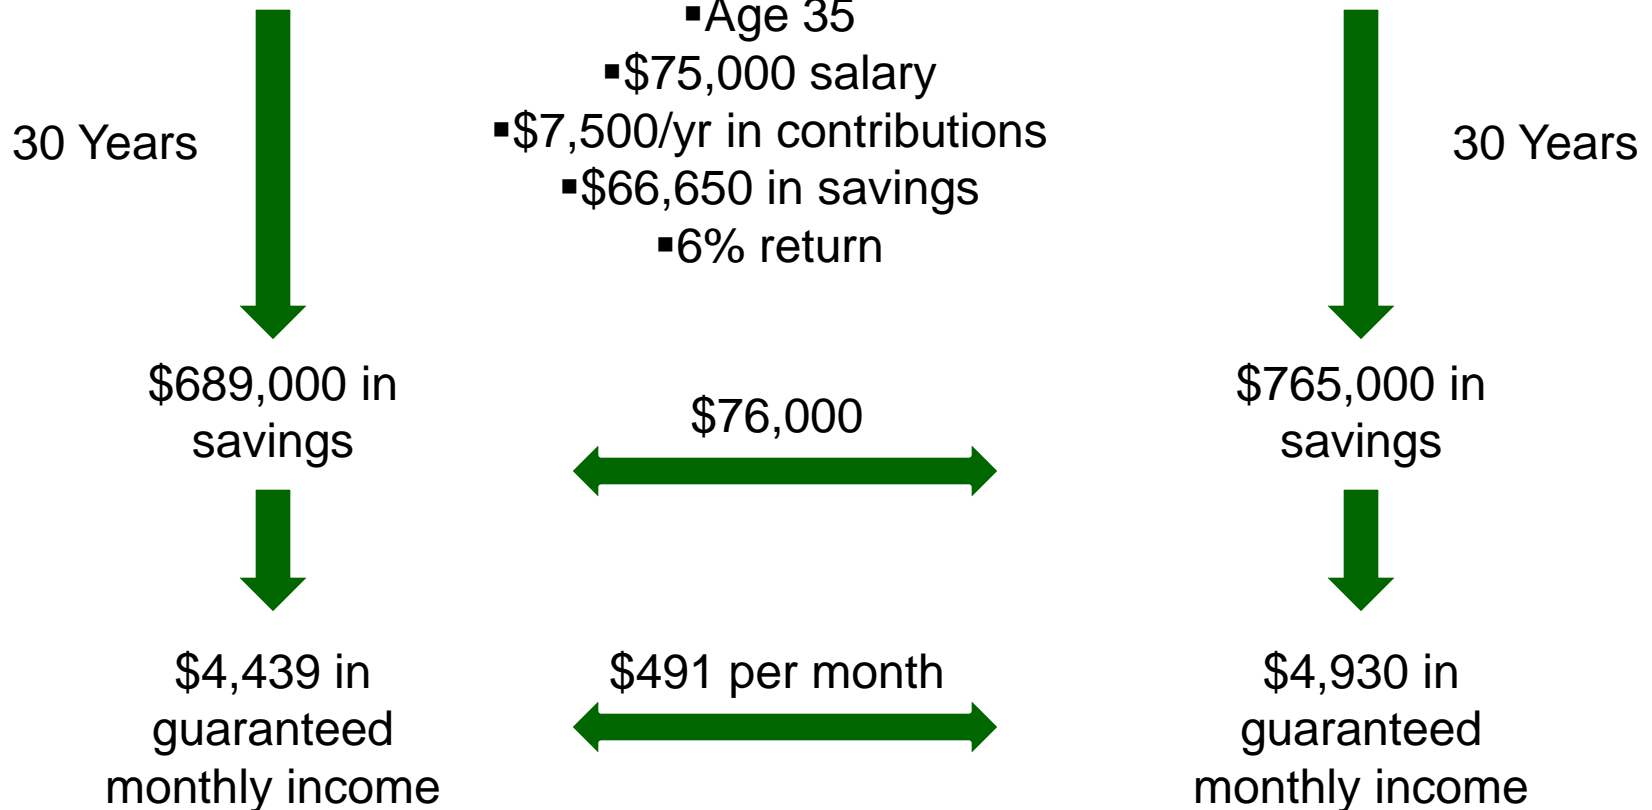 ▪Age 35
▪$75,000 salary
▪$7,500/yr in contributions
▪$66,650 in savings
▪6% return
30 Years
30 Years
$689,000 in
savings
$76,000
$765,000 in
savings
$4,439 in
guaranteed
monthly income
$491 per month
$4,930 in
guaranteed
monthly income